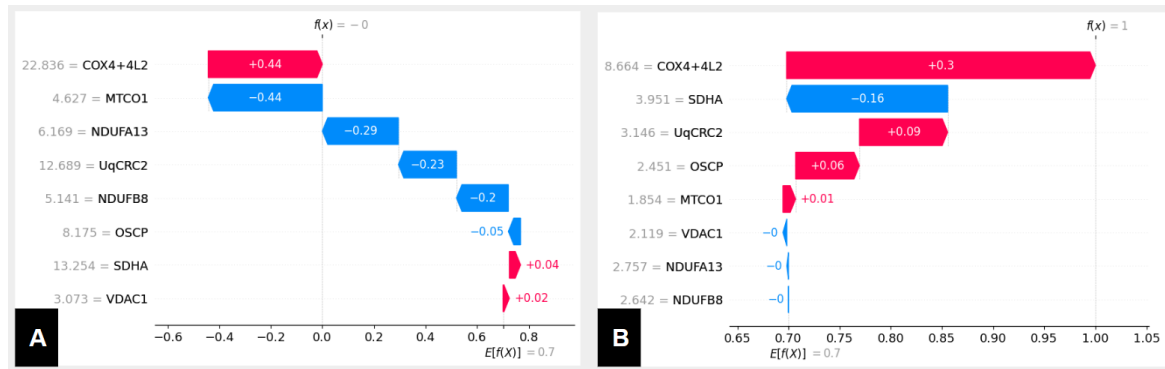 f(x) = −0
22.836 = COX4+4L2 +0.44
4.627 = MTCO1 −0.44
6.169 = NDUFA13 −0.29
12.689 = UqCRC2 −0.23
5.141 = NDUFB8 −0.2
8.175 = OSCP −0.05
13.254 = SDHA +0.04
3.073 = VDAC1 +0.02
−0.6 −0.4 −0.2 0.0 0.2 0.4 0.6 0.8
E[f(X)] = 0.7
A
f(x) = 1
8.664 = COX4+4L2 +0.3
3.951 = SDHA −0.16
3.146 = UqCRC2 +0.09
2.451 = OSCP +0.06
1.854 = MTCO1 +0.01
2.119 = VDAC1 −0
2.757 = NDUFA13 −0
2.642 = NDUFB8 −0
0.65 0.70 0.75 0.80 0.85 0.90 0.95 1.00 1.05
E[f(X)] = 0.7
B